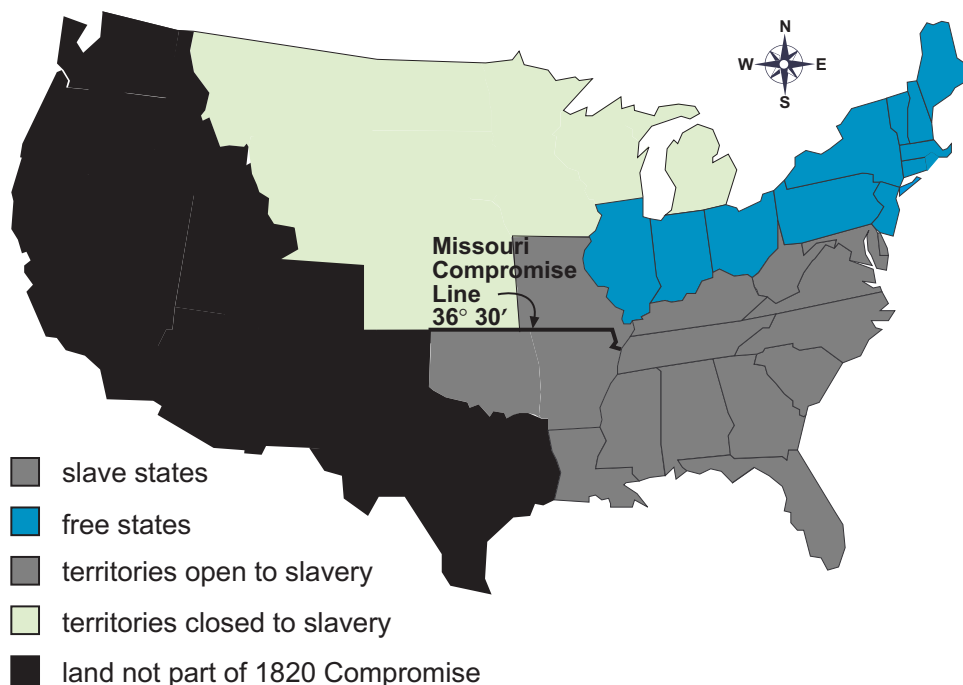 N
W E
S
Missouri
Compromise
Line
36° 30′
slave states
free states
territories open to slavery
territories closed to slavery
land not part of 1820 Compromise